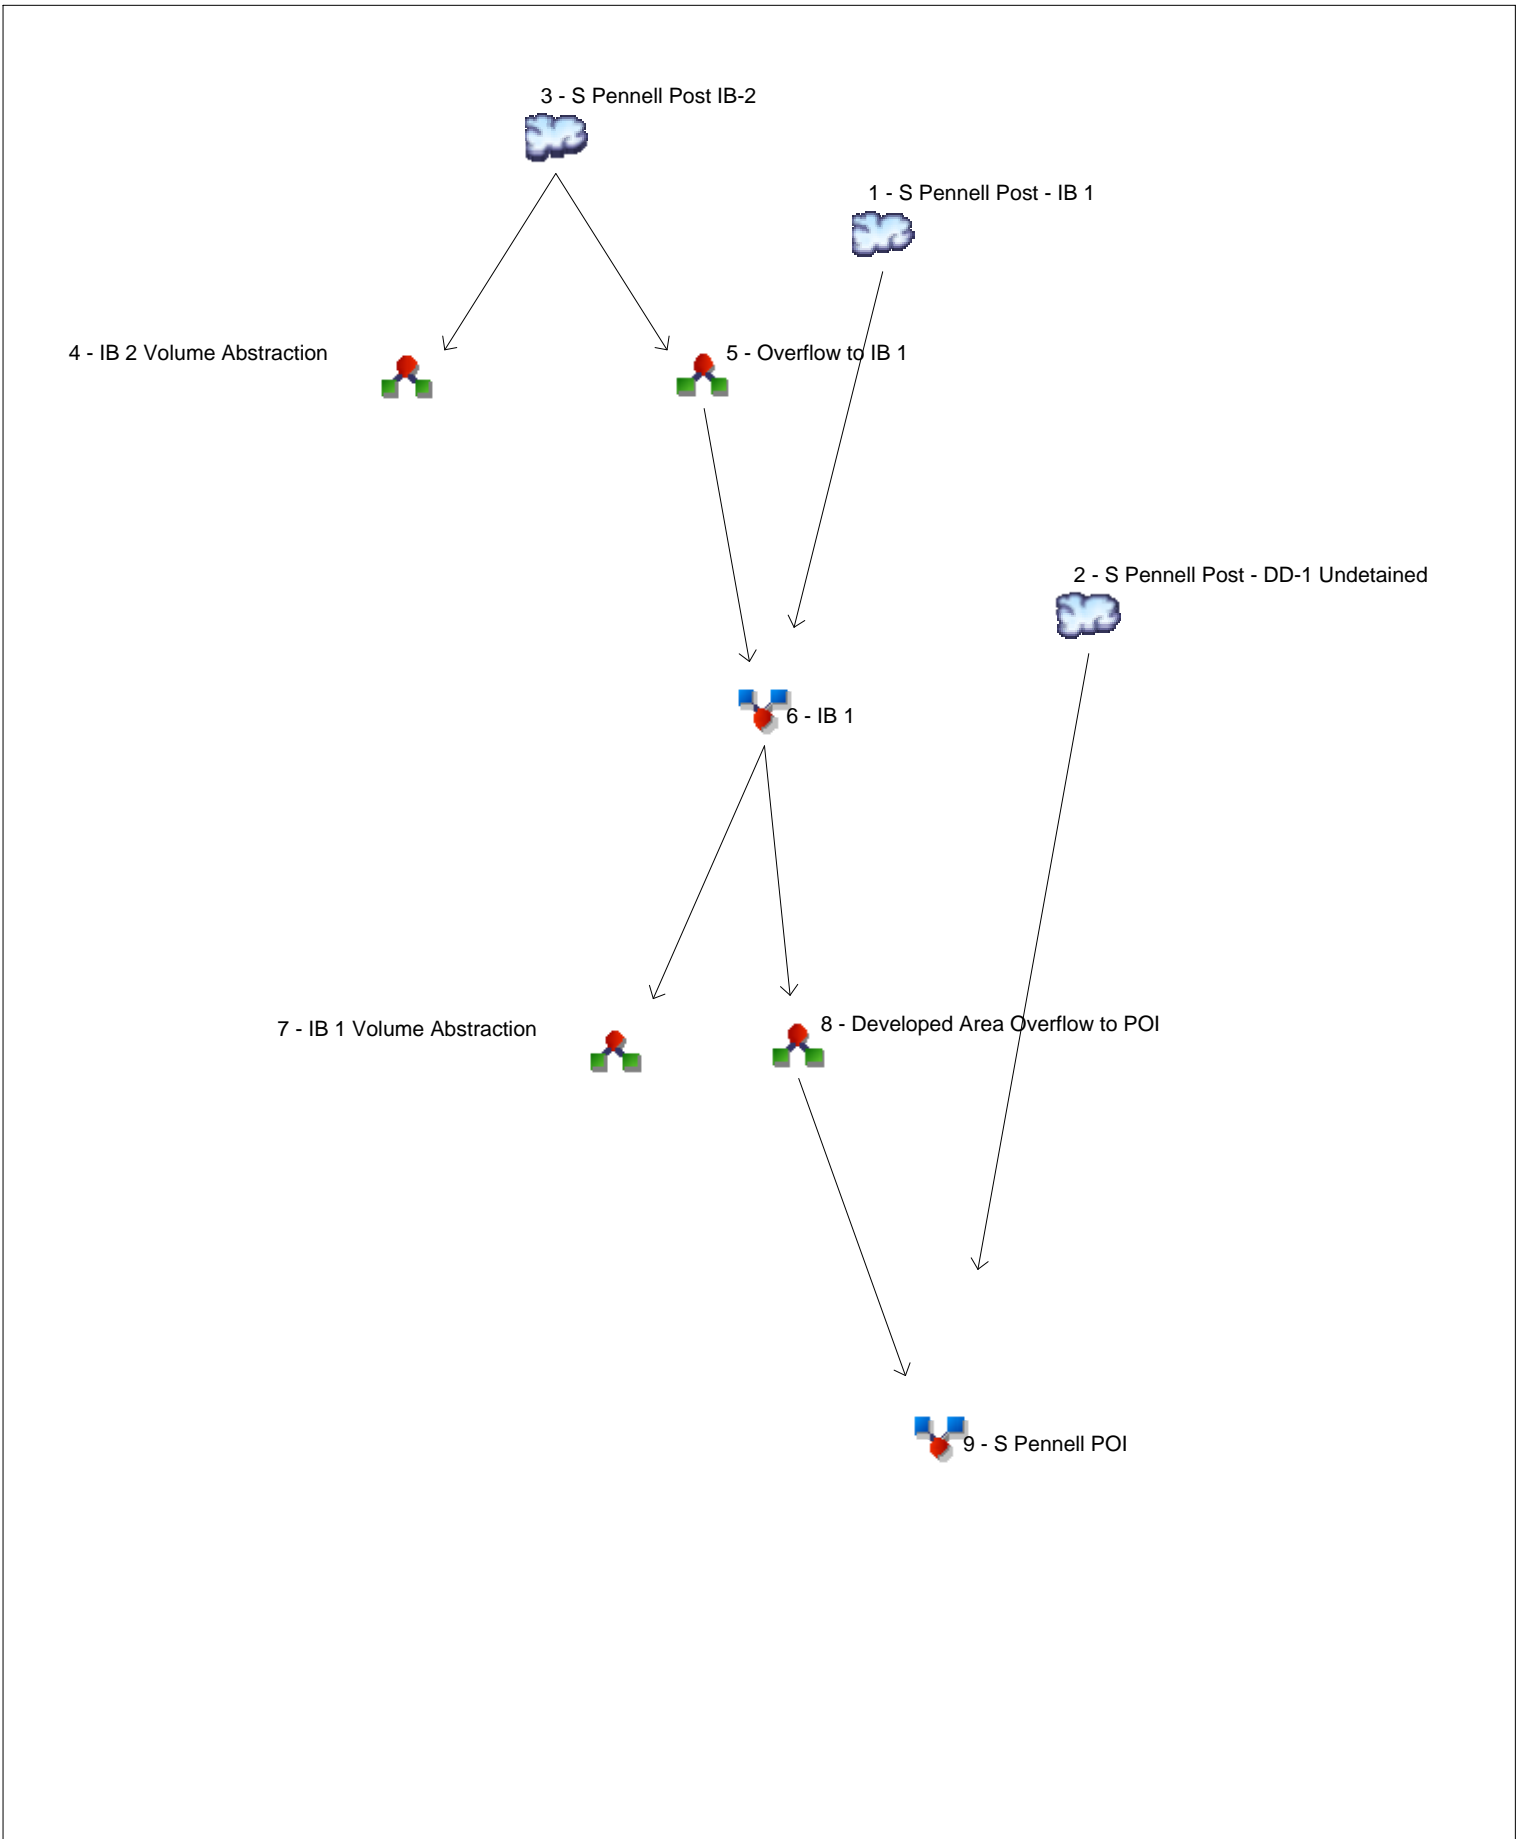 3 - S Pennell Post IB-2
1 - S Pennell Post - IB 1
4 - IB 2 Volume Abstraction
5 - Overflow to IB 1
2 - S Pennell Post - DD-1 Undetained
6 - IB 1
7 - IB 1 Volume Abstraction
8 - Developed Area Overflow to POI
9 - S Pennell POI